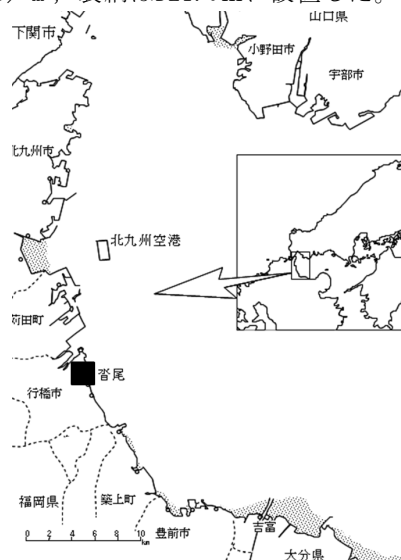 山口県
下関市
小野田市
宇部市
北九州市
北九州空港
苅田町
沓尾
行橋市
福岡県
築上町
豊前市
吉富
大分県
0 2 4 6 8 10
km